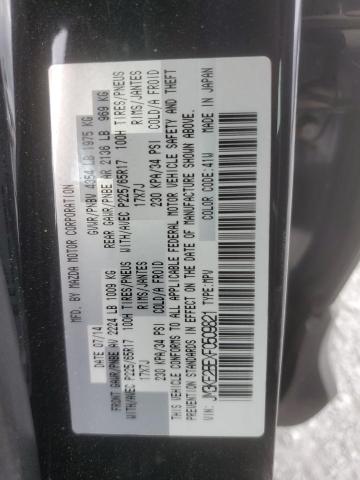 MFD. BY MAZDA MOTOR CORPORATION
07/14 GVWR/PNBV 4354 LB 1975 KG
FRONT GAWR/PNBE AV 2224 LB 1009 KG REAR GAWR/PNBE AR 2136 LB 969 KG
WITH/AVEC P225/65R17 100H TIRES/PNEUS WITH/AVEC P225/65R17 100H TIRES/PNEUS
17X7J RIMS/JANTES 17X7J RIMS/JANTES
230 KPA/34 PSI COLD/A FROID 230 KPA/34 PSI COLD/A FROID
THIS VEHICLE CONFORMS TO ALL APPLICABLE FEDERAL MOTOR VEHICLE SAFETY AND THEFT
PREVENTION STANDARDS IN EFFECT ON THE DATE OF MANUFACTURE SHOWN ABOVE.
TYPE:MPV COLOR CODE:41W MADE IN JAPAN